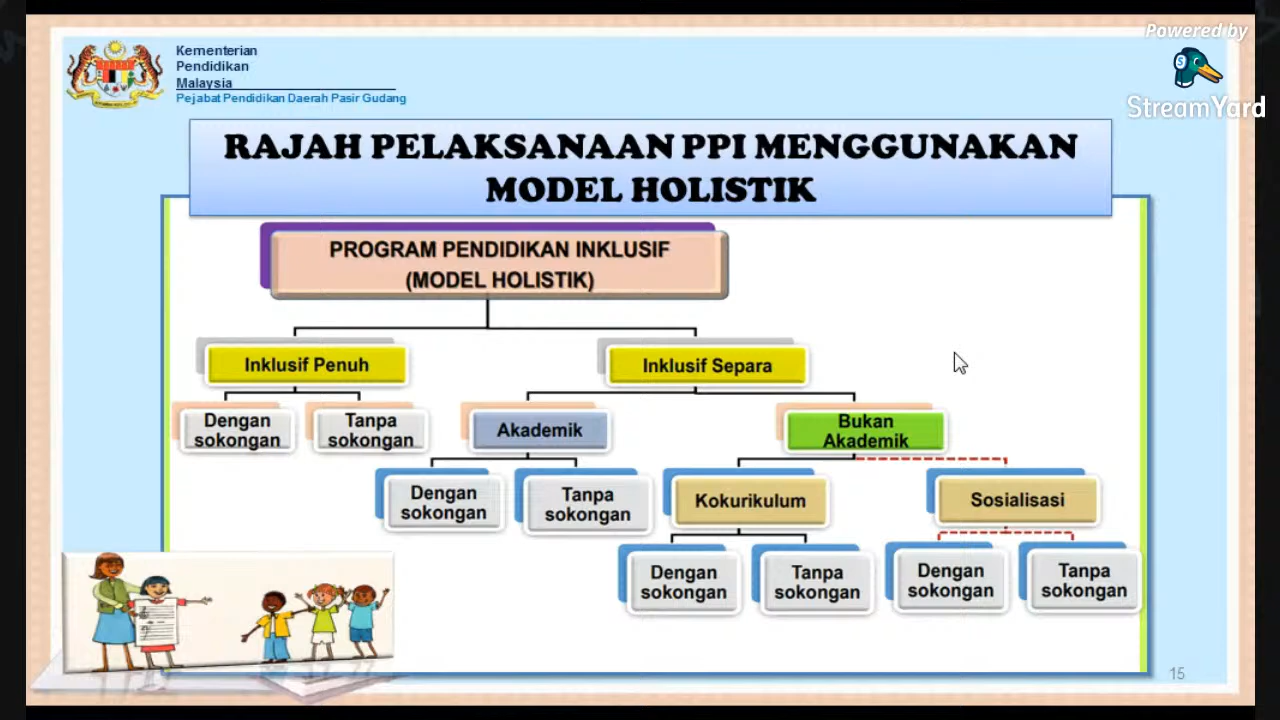 Powered by
StreamYard
Kementerian
Pendidikan
Malaysia
Pejabat Pendidikan Daerah Pasir Gudang
RAJAH PELAKSANAAN PPI MENGGUNAKAN
MODEL HOLISTIK
PROGRAM PENDIDIKAN INKLUSIF
(MODEL HOLISTIK)
Inklusif Penuh
Inklusif Separa
Dengan
sokongan
Tanpa
sokongan
Akademik
Bukan
Akademik
Dengan
sokongan
Tanpa
sokongan
Kokurikulum
Sosialisasi
Dengan
sokongan
Tanpa
sokongan
Dengan
sokongan
Tanpa
sokongan
15